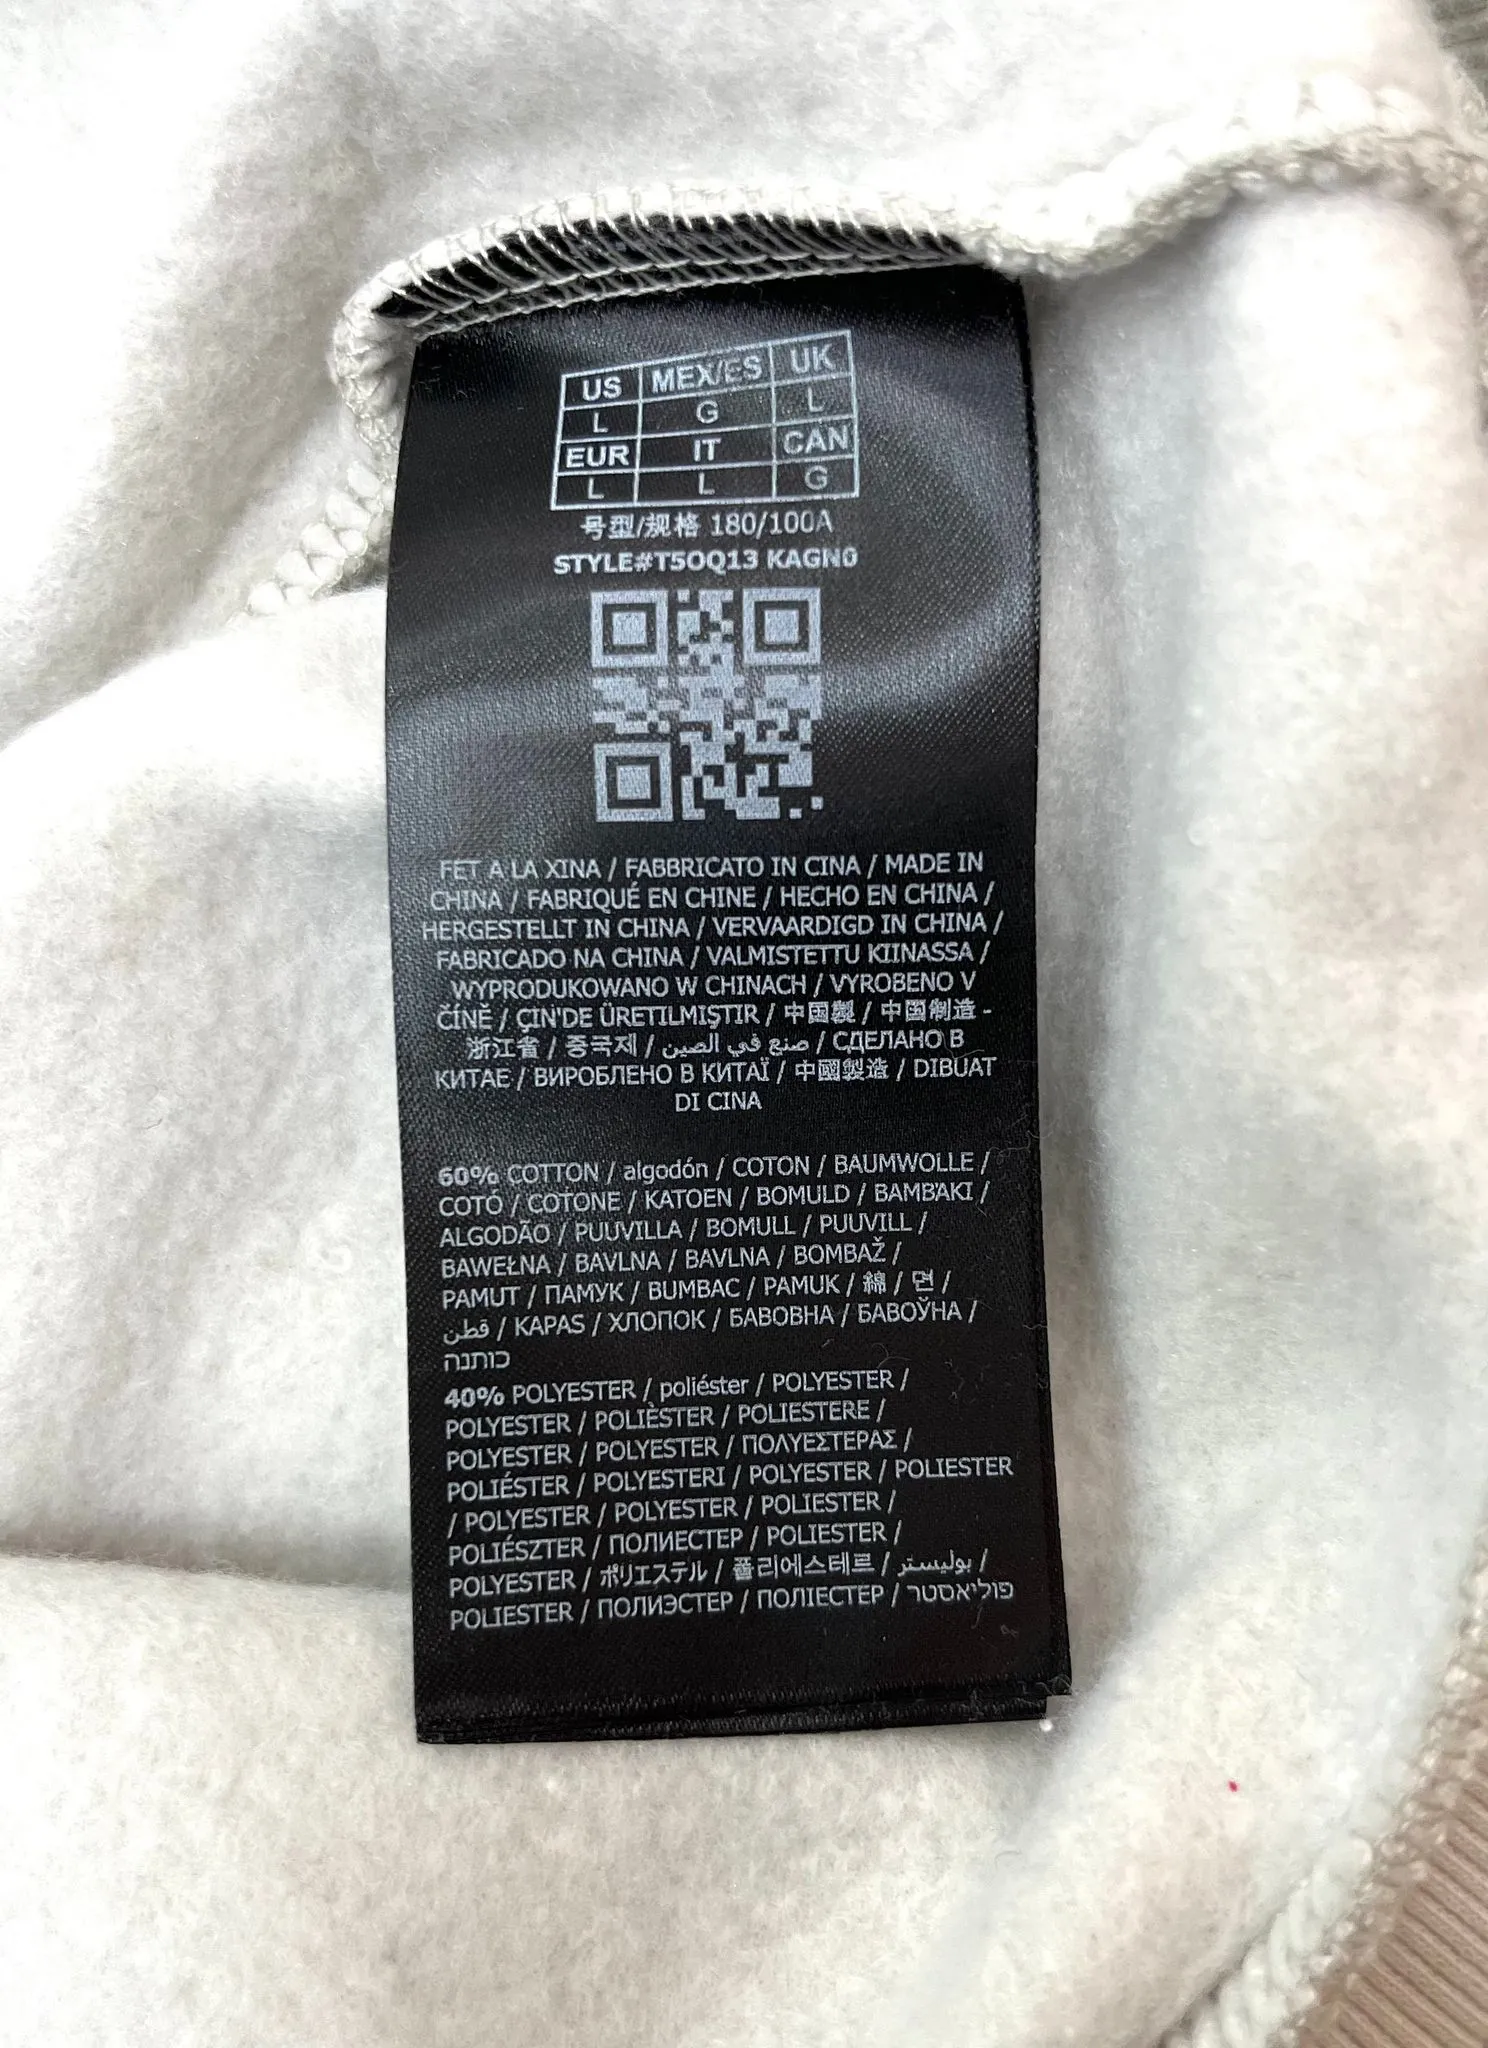 US MEX/ES UK
L G L
EUR IT CAN
L L G
号型/规格 180/100A
STYLE#T5OQ13 KAGN0
FET A LA XINA / FABBRICATO IN CINA / MADE IN
CHINA / FABRIQUÉ EN CHINE / HECHO EN CHINA /
HERGESTELLT IN CHINA / VERVAARDIGD IN CHINA /
FABRICADO NA CHINA / VALMISTETTU KIINASSA /
WYPRODUKOWANO W CHINACH / VYROBENO V
ČÍNĚ / ÇIN'DE ÜRETILMIŞTIR / 中国製 / 中国制造 -
浙江省 / 중국제 / صنع في الصين / СДЕЛАНО В
КИТАЕ / ВИРОБЛЕНО В КИТАЇ / 中國製造 / DIBUAT
DI CINA
60% COTTON / algodón / COTON / BAUMWOLLE /
COTÓ / COTONE / KATOEN / BOMULD / ΒΑΜΒΆΚΙ /
ALGODÃO / PUUVILLA / BOMULL / PUUVILL /
BAWEŁNA / BAVLNA / BAVLNA / BOMBAŽ /
PAMUT / ПАМУК / BUMBAC / PAMUK / 綿 / 면 /
قطن / KAPAS / ХЛОПОК / БАВОВНА / БАВОЎНА /
כותנה
40% POLYESTER / poliéster / POLYESTER /
POLYESTER / POLIÈSTER / POLIESTERE /
POLYESTER / POLYESTER / ΠΟΛΥΕΣΤΕΡΑΣ /
POLIÉSTER / POLYESTERI / POLYESTER / POLIESTER
/ POLYESTER / POLYESTER / POLIESTER /
POLIÉSZTER / ПОЛИЕСТЕР / POLIESTER /
POLYESTER / ポリエステル / 폴리에스테르 / بوليستر /
POLIESTER / ПОЛИЭСТЕР / ПОЛІЕСТЕР / פוליאסטר